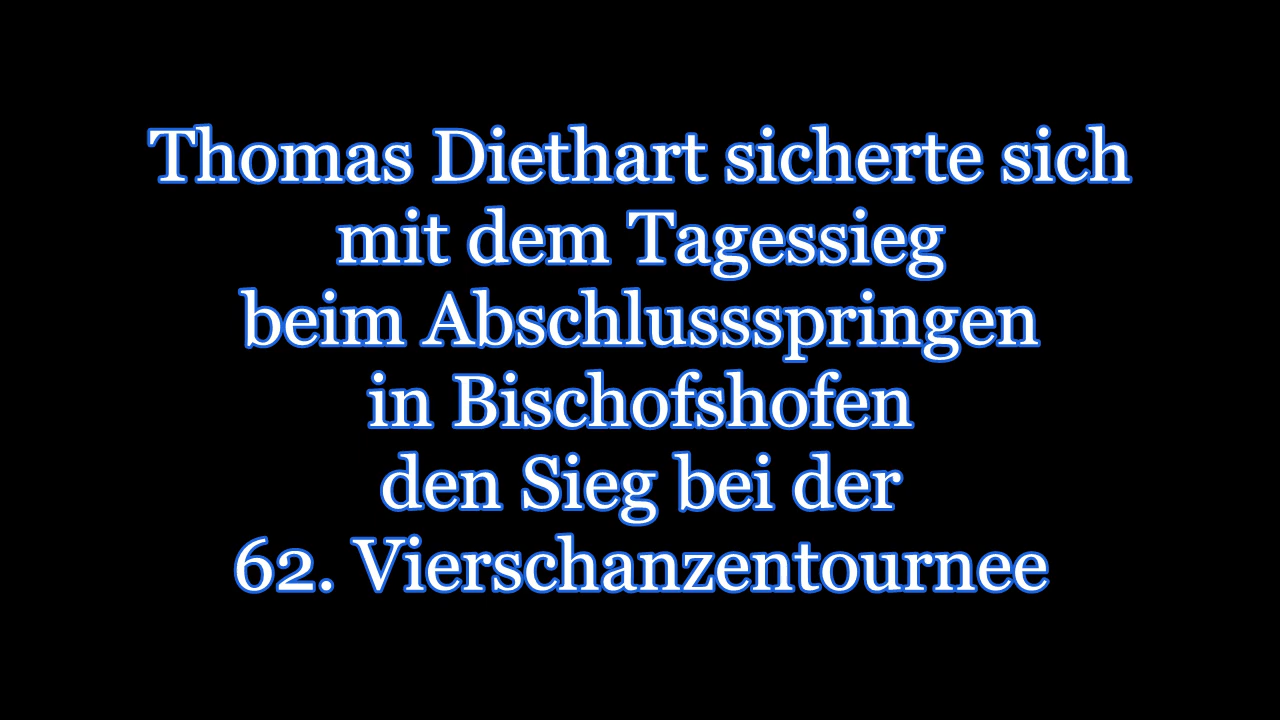 Thomas Diethart sicherte sich
mit dem Tagessieg
beim Abschlussspringen
in Bischofshofen
den Sieg bei der
62. Vierschanzentournee